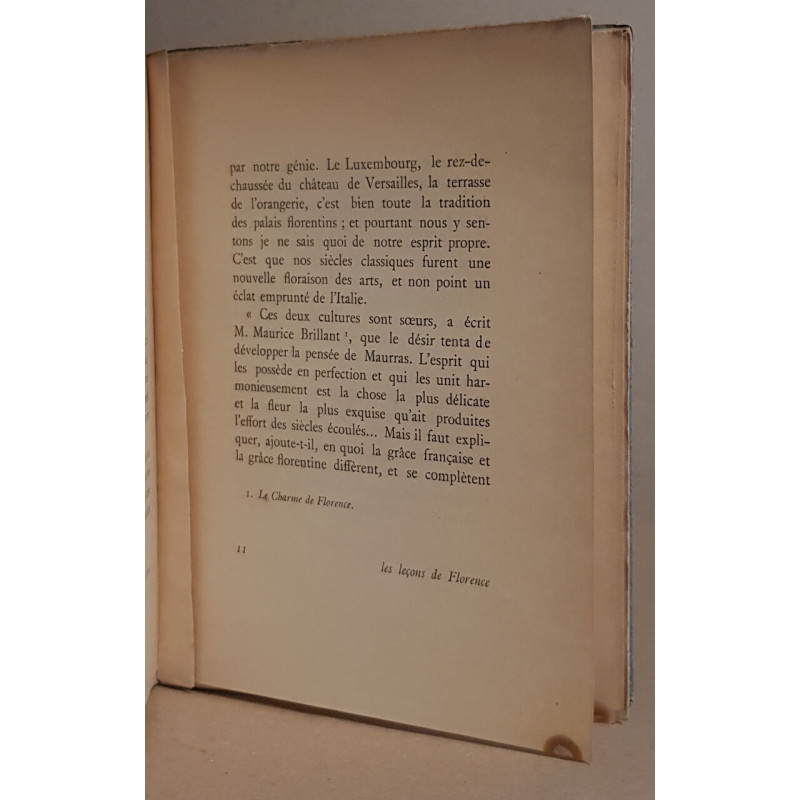 par notre génie. Le Luxembourg, le rez-de-
chaussée du château de Versailles, la terrasse
de l'orangerie, c'est bien toute la tradition
des palais florentins ; et pourtant nous y sen-
tons je ne sais quoi de notre esprit propre.
C'est que nos siècles classiques furent une
nouvelle floraison des arts, et non point un
éclat emprunté de l'Italie.
« Ces deux cultures sont sœurs, a écrit
M. Maurice Brillant ¹, que le désir tenta de
développer la pensée de Maurras. L'esprit qui
les possède en perfection et qui les unit har-
monieusement est la chose la plus délicate
et la fleur la plus exquise qu'ait produites
l'effort des siècles écoulés... Mais il faut expli-
quer, ajoute-t-il, en quoi la grâce française et
la grâce florentine diffèrent, et se complètent
1. Le Charme de Florence.
11
les leçons de Florence